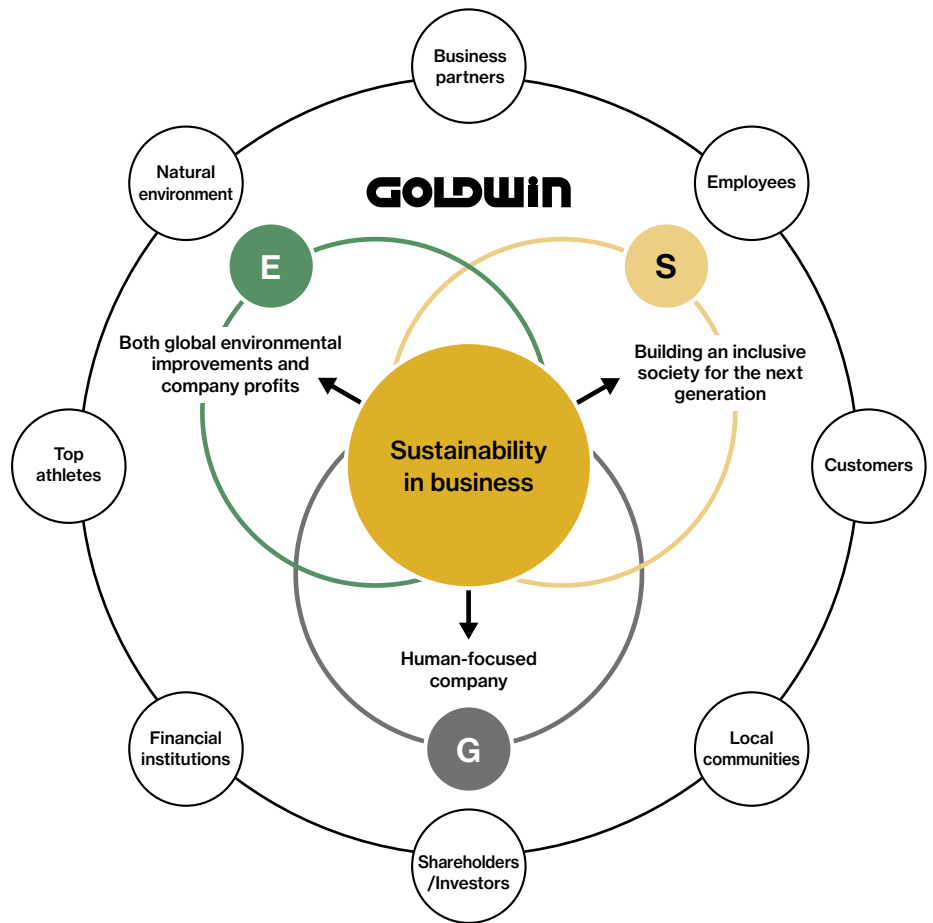 Business
partners
Natural
environment
Employees
GOLDWIN
E
S
Both global environmental
improvements and
company profits
Building an inclusive
society for the next
generation
Sustainability
in business
Top
athletes
Customers
Human-focused
company
G
Financial
institutions
Local
communities
Shareholders
/Investors